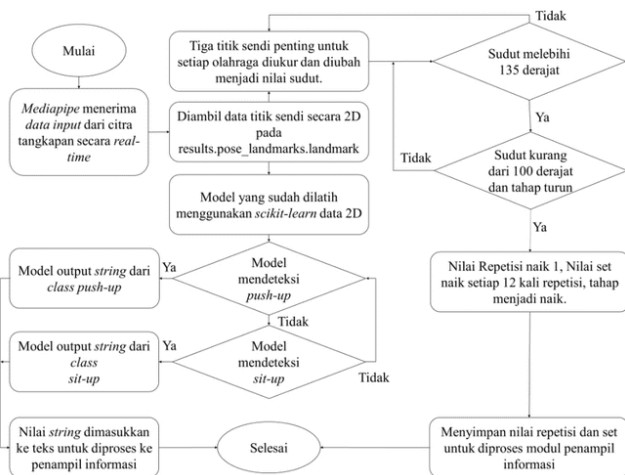 Mulai
Mediapipe menerima
data input dari citra
tangkapan secara real-
time
Tiga titik sendi penting untuk
setiap olahraga diukur dan diubah
menjadi nilai sudut.
Diambil data titik sendi secara 2D
pada
results.pose_landmarks.landmark
Model yang sudah dilatih
menggunakan scikit-learn data 2D
Model
mendeteksi
push-up
Ya
Model output string dari
class push-up
Tidak
Model
mendeteksi
sit-up
Ya
Tidak
Model output string dari
class
sit-up
Nilai string dimasukkan
ke teks untuk diproses ke
penampil informasi
Selesai
Tidak
Sudut melebihi
135 derajat
Ya
Tidak
Sudut kurang
dari 100 derajat
dan tahap turun
Ya
Nilai Repetisi naik 1, Nilai set
naik setiap 12 kali repetisi, tahap
menjadi naik.
Menyimpan nilai repetisi dan set
untuk diproses modul penampil
informasi